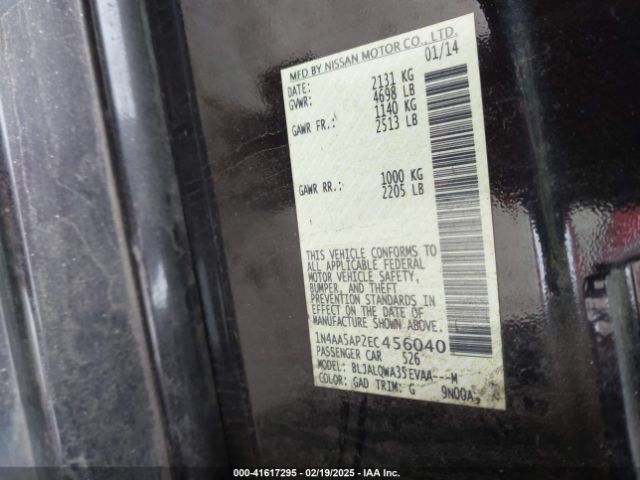 MFD BY NISSAN MOTOR CO., LTD.
DATE: 01/14
GVWR: 2131 KG
4698 LB
GAWR FR.: 1140 KG
2513 LB
GAWR RR.: 1000 KG
2205 LB
THIS VEHICLE CONFORMS TO
ALL APPLICABLE FEDERAL
MOTOR VEHICLE SAFETY,
BUMPER, AND THEFT
PREVENTION STANDARDS IN
EFFECT ON THE DATE OF
MANUFACTURE SHOWN ABOVE.
1N4AA5AP2EC456040
PASSENGER CAR 526
MODEL: BLJALQWA35EVAA---M
COLOR: GAD TRIM: G 9N00A
000-41617295 - 02/19/2025 - IAA Inc.